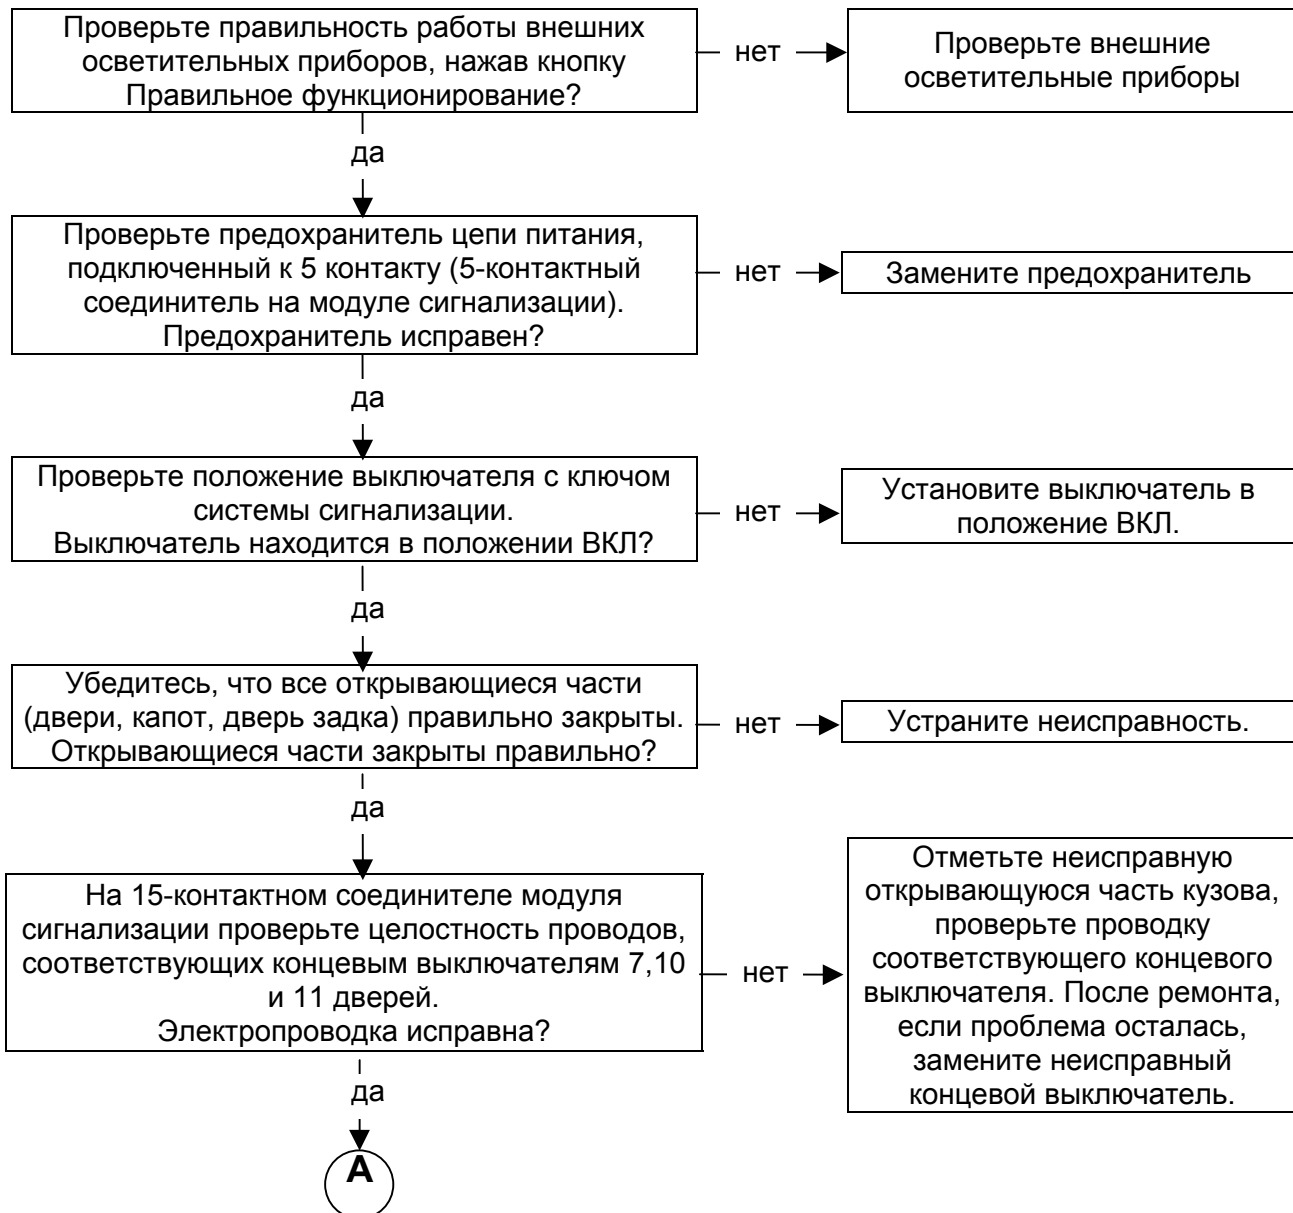 Проверьте правильность работы внешних
осветительных приборов, нажав кнопку
Правильное функционирование?
нет
Проверьте внешние
осветительные приборы
да
Проверьте предохранитель цепи питания,
подключенный к 5 контакту (5-контактный
соединитель на модуле сигнализации).
Предохранитель исправен?
нет
Замените предохранитель
да
Проверьте положение выключателя с ключом
системы сигнализации.
Выключатель находится в положении ВКЛ?
нет
Установите выключатель в
положение ВКЛ.
да
Убедитесь, что все открывающиеся части
(двери, капот, дверь задка) правильно закрыты.
Открывающиеся части закрыты правильно?
нет
Устраните неисправность.
да
На 15-контактном соединителе модуля
сигнализации проверьте целостность проводов,
соответствующих концевым выключателям 7,10
и 11 дверей.
Электропроводка исправна?
нет
Отметьте неисправную
открывающуюся часть кузова,
проверьте проводку
соответствующего концевого
выключателя. После ремонта,
если проблема осталась,
замените неисправный
концевой выключатель.
да
А